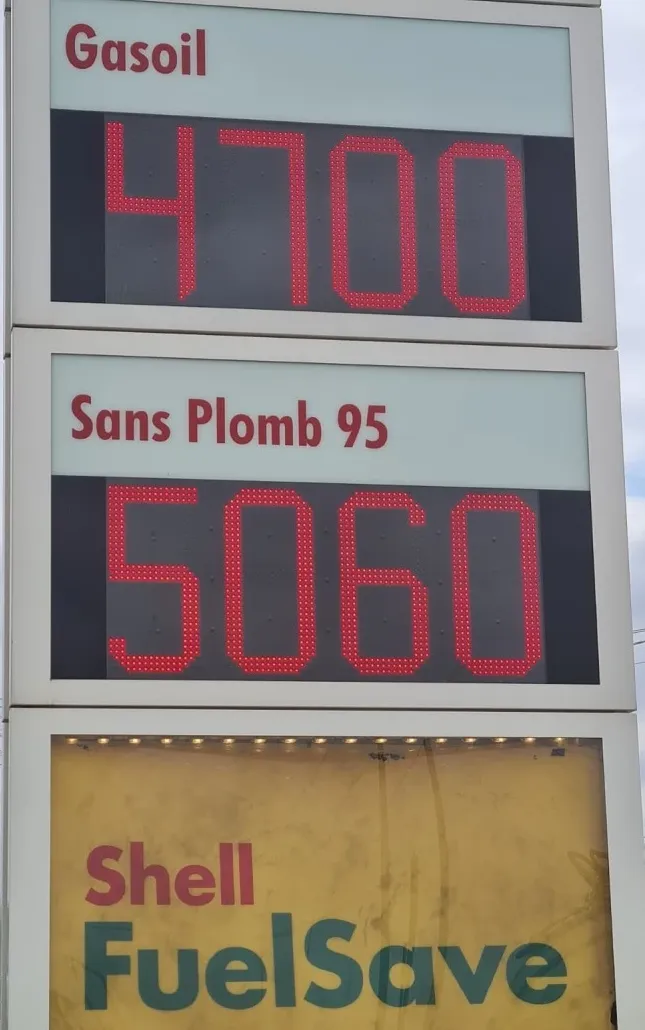 Gasoil
4700
Sans Plomb 95
5060
Shell
FuelSave